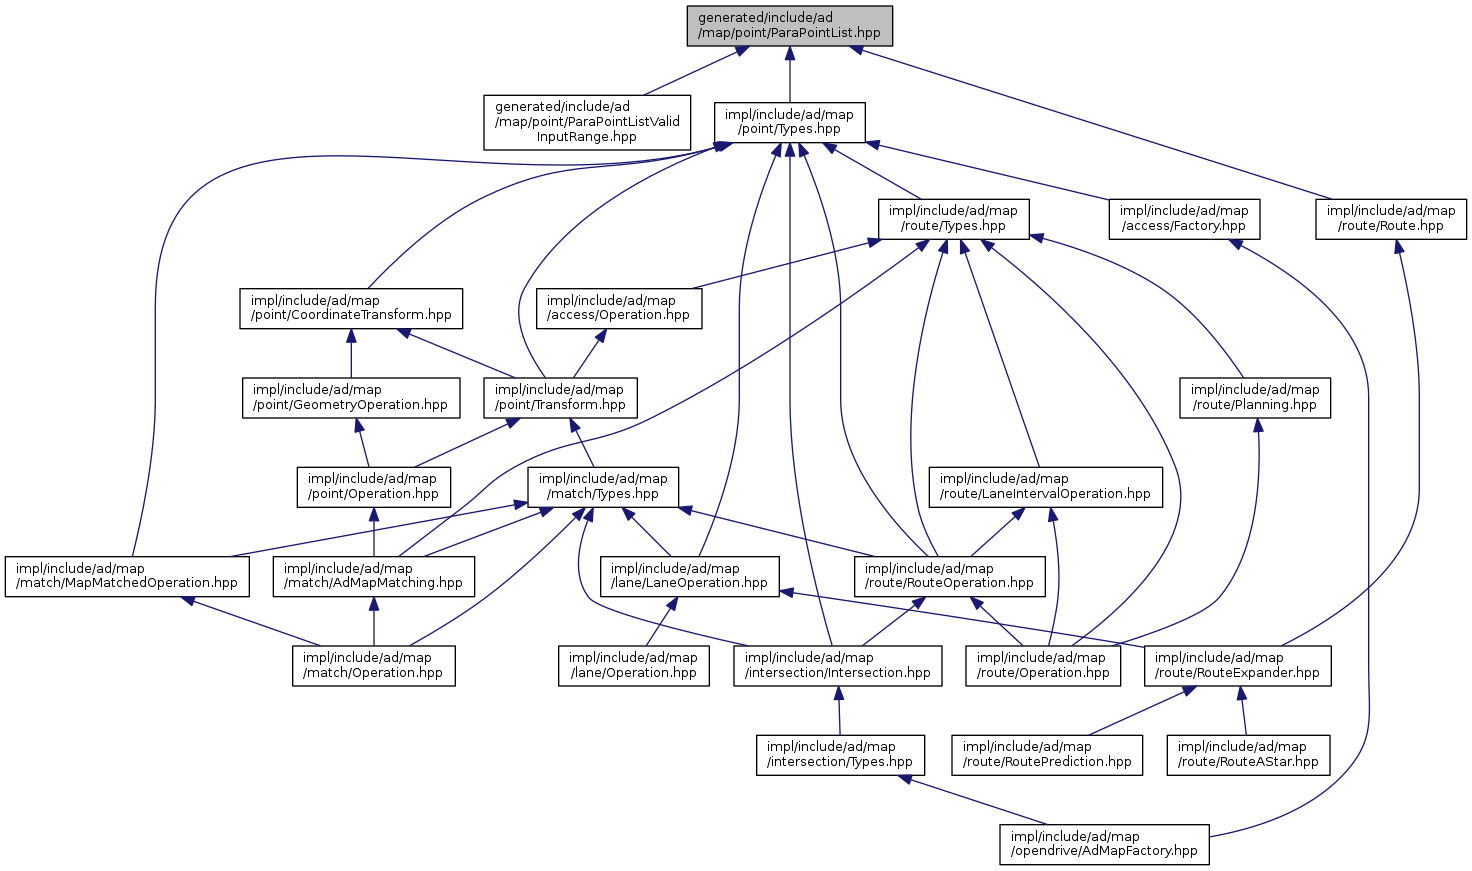 generated/include/ad
/map/point/ParaPointList.hpp
generated/include/ad
/map/point/ParaPointListValid
InputRange.hpp
impl/include/ad/map
/point/Types.hpp
impl/include/ad/map
/route/Types.hpp
impl/include/ad/map
/access/Factory.hpp
impl/include/ad/map
/route/Route.hpp
impl/include/ad/map
/point/CoordinateTransform.hpp
impl/include/ad/map
/access/Operation.hpp
impl/include/ad/map
/point/GeometryOperation.hpp
impl/include/ad/map
/point/Transform.hpp
impl/include/ad/map
/route/Planning.hpp
impl/include/ad/map
/point/Operation.hpp
impl/include/ad/map
/match/Types.hpp
impl/include/ad/map
/route/LaneIntervalOperation.hpp
impl/include/ad/map
/match/MapMatchedOperation.hpp
impl/include/ad/map
/match/AdMapMatching.hpp
impl/include/ad/map
/lane/LaneOperation.hpp
impl/include/ad/map
/route/RouteOperation.hpp
impl/include/ad/map
/match/Operation.hpp
impl/include/ad/map
/lane/Operation.hpp
impl/include/ad/map
/intersection/Intersection.hpp
impl/include/ad/map
/route/Operation.hpp
impl/include/ad/map
/route/RouteExpander.hpp
impl/include/ad/map
/intersection/Types.hpp
impl/include/ad/map
/route/RoutePrediction.hpp
impl/include/ad/map
/route/RouteAStar.hpp
impl/include/ad/map
/opendrive/AdMapFactory.hpp